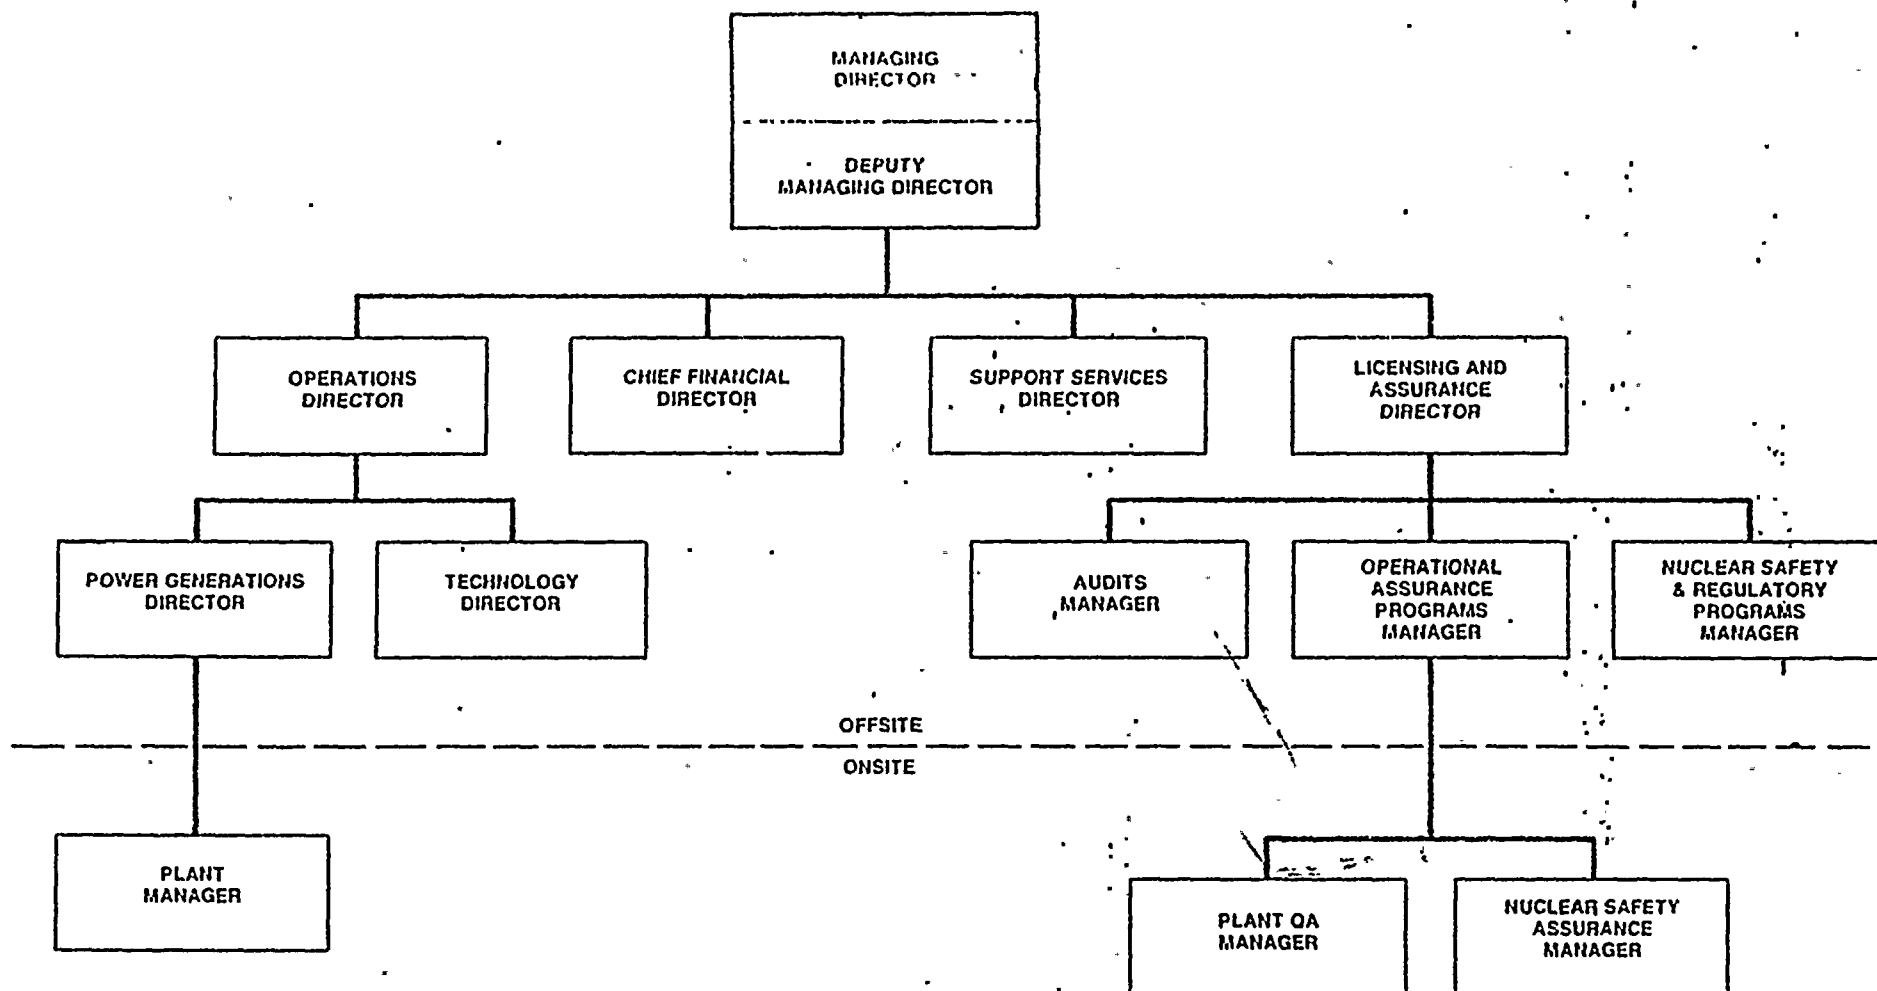 MANAGING
DIRECTOR
DEPUTY
MANAGING DIRECTOR
OPERATIONS
DIRECTOR
CHIEF FINANCIAL
DIRECTOR
SUPPORT SERVICES
DIRECTOR
LICENSING AND
ASSURANCE
DIRECTOR
POWER GENERATIONS
DIRECTOR
TECHNOLOGY
DIRECTOR
AUDITS
MANAGER
OPERATIONAL
ASSURANCE
PROGRAMS
MANAGER
NUCLEAR SAFETY
& REGULATORY
PROGRAMS
MANAGER
OFFSITE
ONSITE
PLANT
MANAGER
PLANT QA
MANAGER
NUCLEAR SAFETY
ASSURANCE
MANAGER